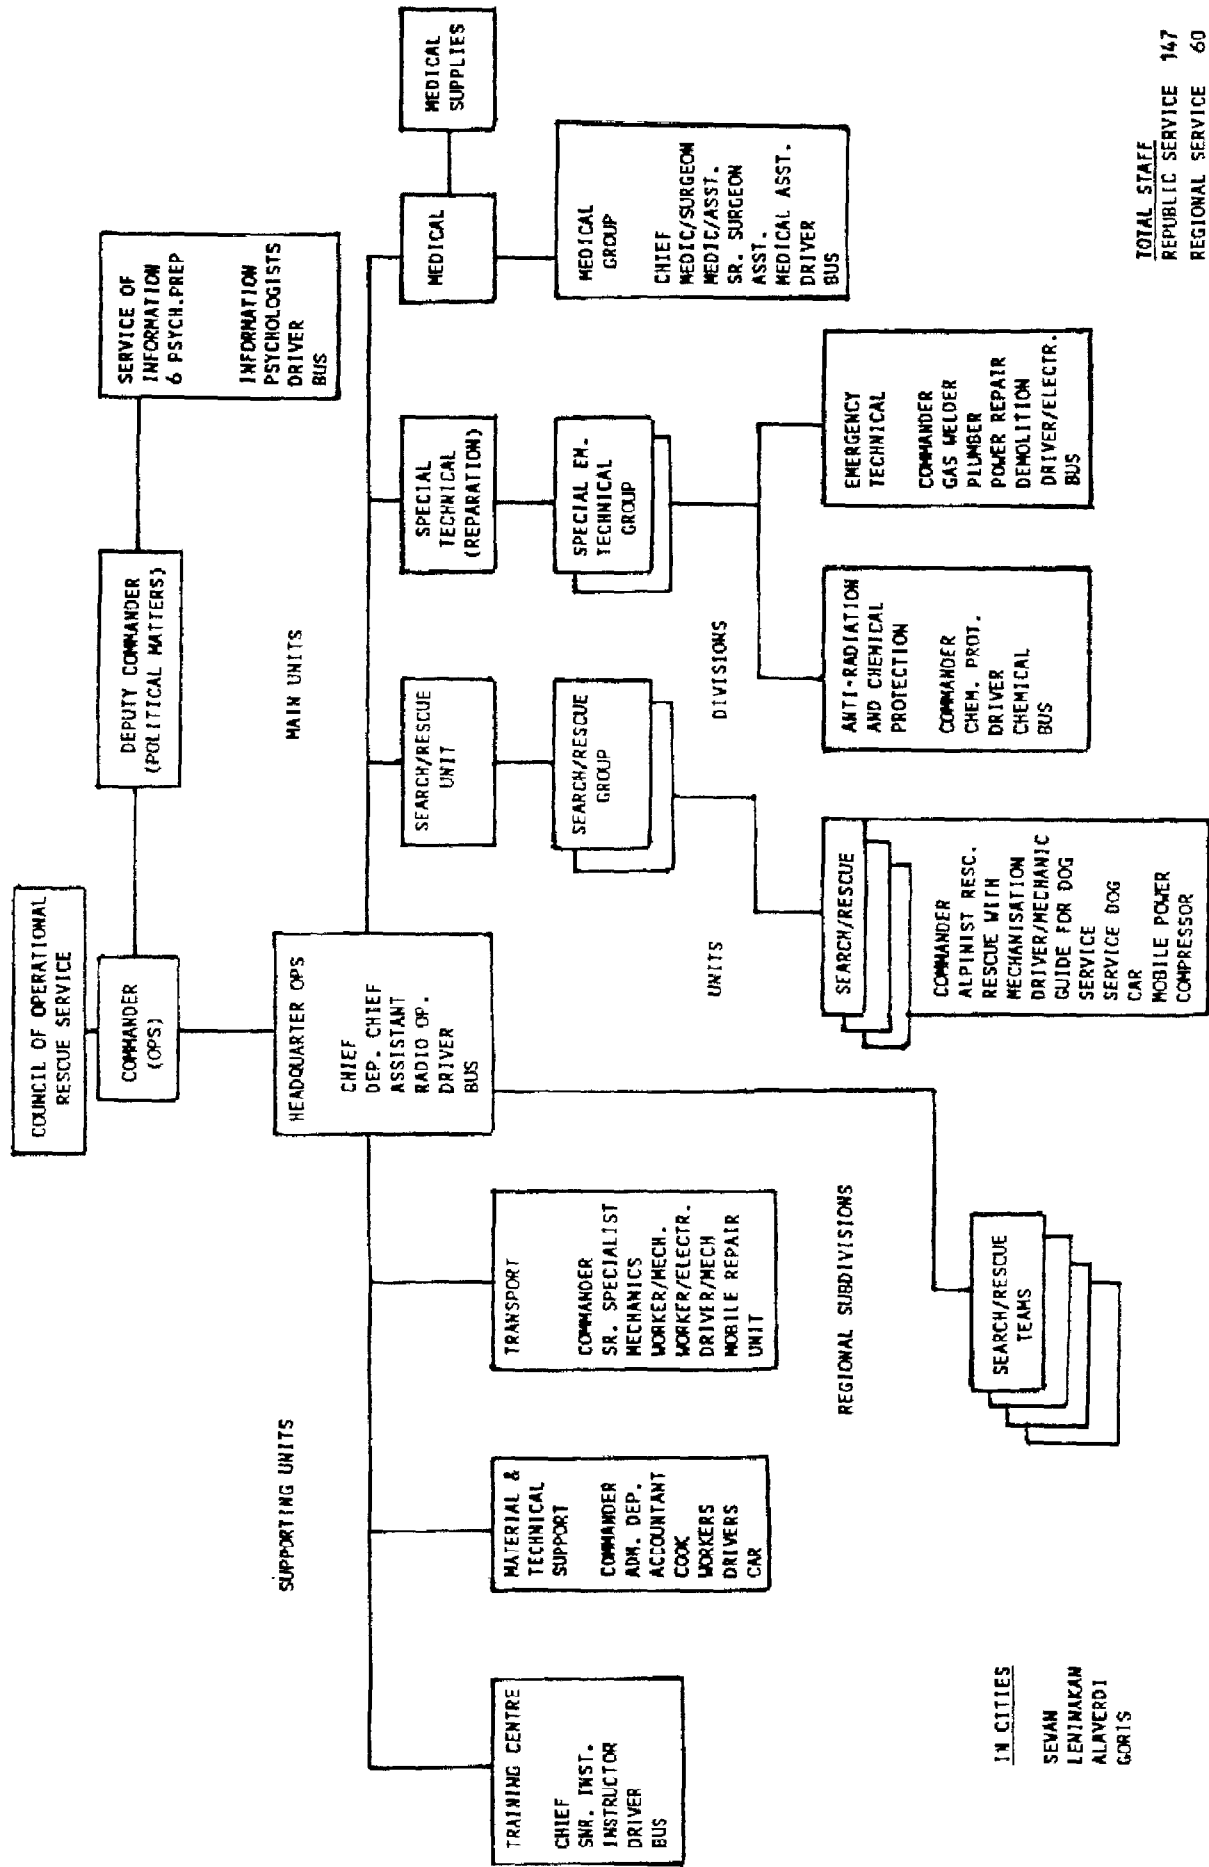 COUNCIL OF OPERATIONAL
RESCUE SERVICE
COMMANDER
(OPS)
DEPUTY COMMANDER
(POLITICAL MATTERS)
SERVICE OF
INFORMATION
6 PSYCH.PREP
INFORMATION
PSYCHOLOGISTS
DRIVER
BUS
HEADQUARTER OPS
CHIEF
DEP. CHIEF
ASSISTANT
RADIO OP.
DRIVER
BUS
SUPPORTING UNITS
MAIN UNITS
TRAINING CENTRE
CHIEF
SNR. INST.
INSTRUCTOR
DRIVER
BUS
MATERIAL &
TECHNICAL
SUPPORT
COMMANDER
ADM. DEP.
ACCOUNTANT
COOK
WORKERS
DRIVERS
CAR
TRANSPORT
COMMANDER
SR. SPECIALIST
MECHANICS
WORKER/MECH.
WORKER/ELECTR.
DRIVER/MECH
MOBILE REPAIR
UNIT
SEARCH/RESCUE
UNIT
SPECIAL
TECHNICAL
(REPARATION)
MEDICAL
MEDICAL
SUPPLIES
SEARCH/RESCUE
GROUP
SPECIAL EM.
TECHNICAL
GROUP
MEDICAL
GROUP
CHIEF
MEDIC/SURGEON
MEDIC/ASST.
SR. SURGEON
ASST.
MEDICAL ASST.
DRIVER
BUS
UNITS
DIVISIONS
SEARCH/RESCUE
COMMANDER
ALPINIST RESC.
RESCUE WITH
MECHANISATION
DRIVER/MECHANIC
GUIDE FOR DOG
SERVICE
SERVICE DOG
CAR
MOBILE POWER
COMPRESSOR
ANTI-RADIATION
AND CHEMICAL
PROTECTION
COMMANDER
CHEM. PROT.
DRIVER
CHEMICAL
BUS
EMERGENCY
TECHNICAL
COMMANDER
GAS WELDER
PLUMBER
POWER REPAIR
DEMOLITION
DRIVER/ELECTR.
BUS
REGIONAL SUBDIVISIONS
SEARCH/RESCUE
TEAMS
IN CITIES
SEVAN
LENINAKAN
ALAVERDI
GORIS
TOTAL STAFF
REPUBLIC SERVICE 147
REGIONAL SERVICE 60